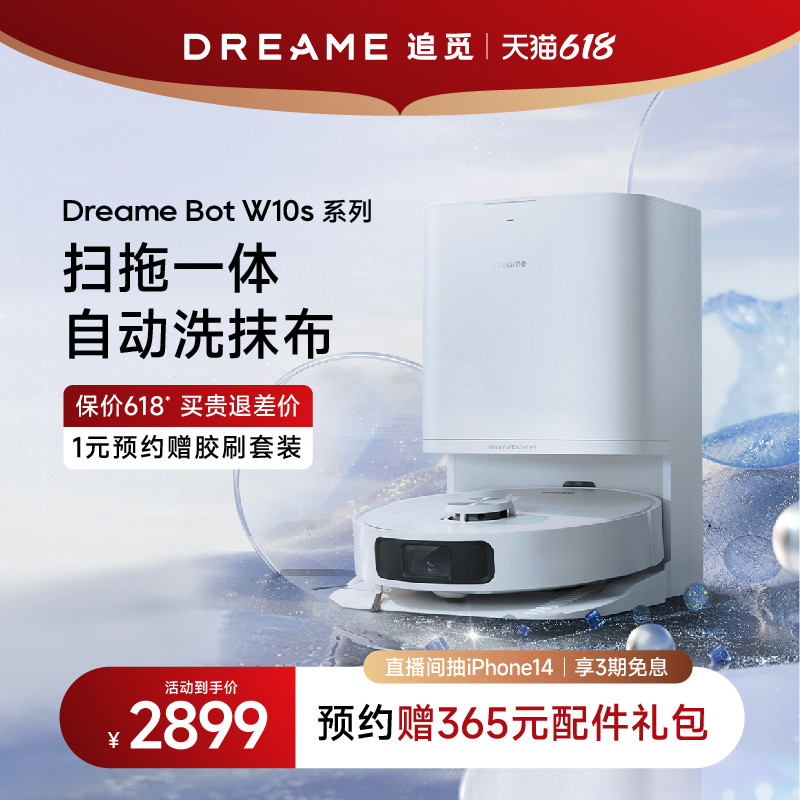 DREAME 追觅 | 天猫618
Dreame Bot W10s 系列
扫拖一体
自动洗抹布
保价618* 买贵退差价
1元预约赠胶刷套装
dreame
Dreame W10s Series
直播间抽iPhone14 | 享3期免息
活动到手价
¥2899
预约赠365元配件礼包